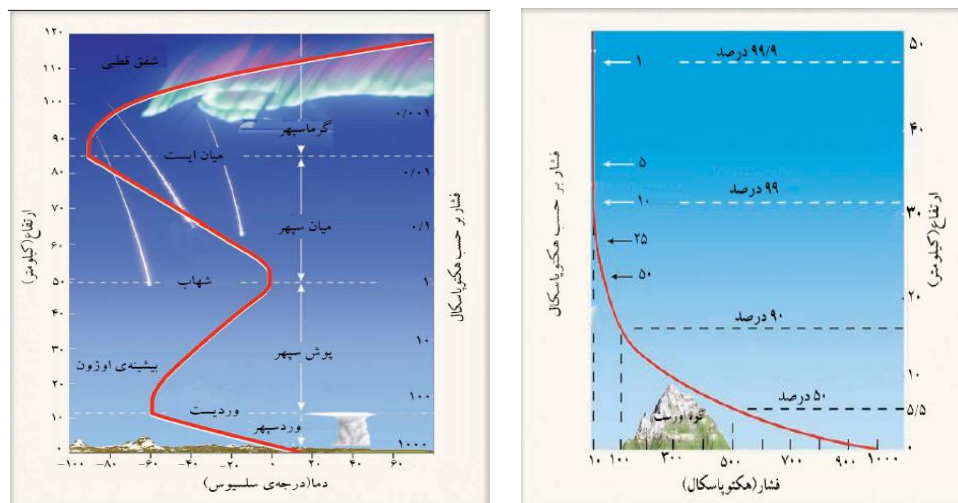 ۱۲۰
۱۱۰
۱۰۰
۹۰
۸۰
۷۰
۶۰
۵۰
۴۰
۳۰
۲۰
۱۰
۰
ارتفاع(کیلومتر)
شفق قطبی
گرماسپهر
میان ایست
میان سپهر
شهاب
پوش سپهر
بیشینه‌ی اوزون
وردیست
وردسپهر
۰/۰۰۱
۰/۰۱
۰/۱
۱
۱۰
۱۰۰
۱۰۰۰
فشار بر حسب هکتوپاسکال
−۱۰۰ −۸۰ −۶۰ −۴۰ −۲۰ ۰ ۲۰ ۴۰ ۶۰
دما(درجه‌ی سلسیوس)
فشار بر حسب هکتوپاسکال
۹۹/۹ درصد
۱
۵
۹۹ درصد
۱۰
۲۵
۵۰
۹۰ درصد
۵۰ درصد
کوه اورست
۵۰
۴۰
۳۰
۲۰
۱۰
۵/۵
۰
ارتفاع(کیلومتر)
۱۰ ۱۰۰ ۳۰۰ ۵۰۰ ۷۰۰ ۹۰۰ ۱۰۰۰
فشار(هکتوپاسکال)